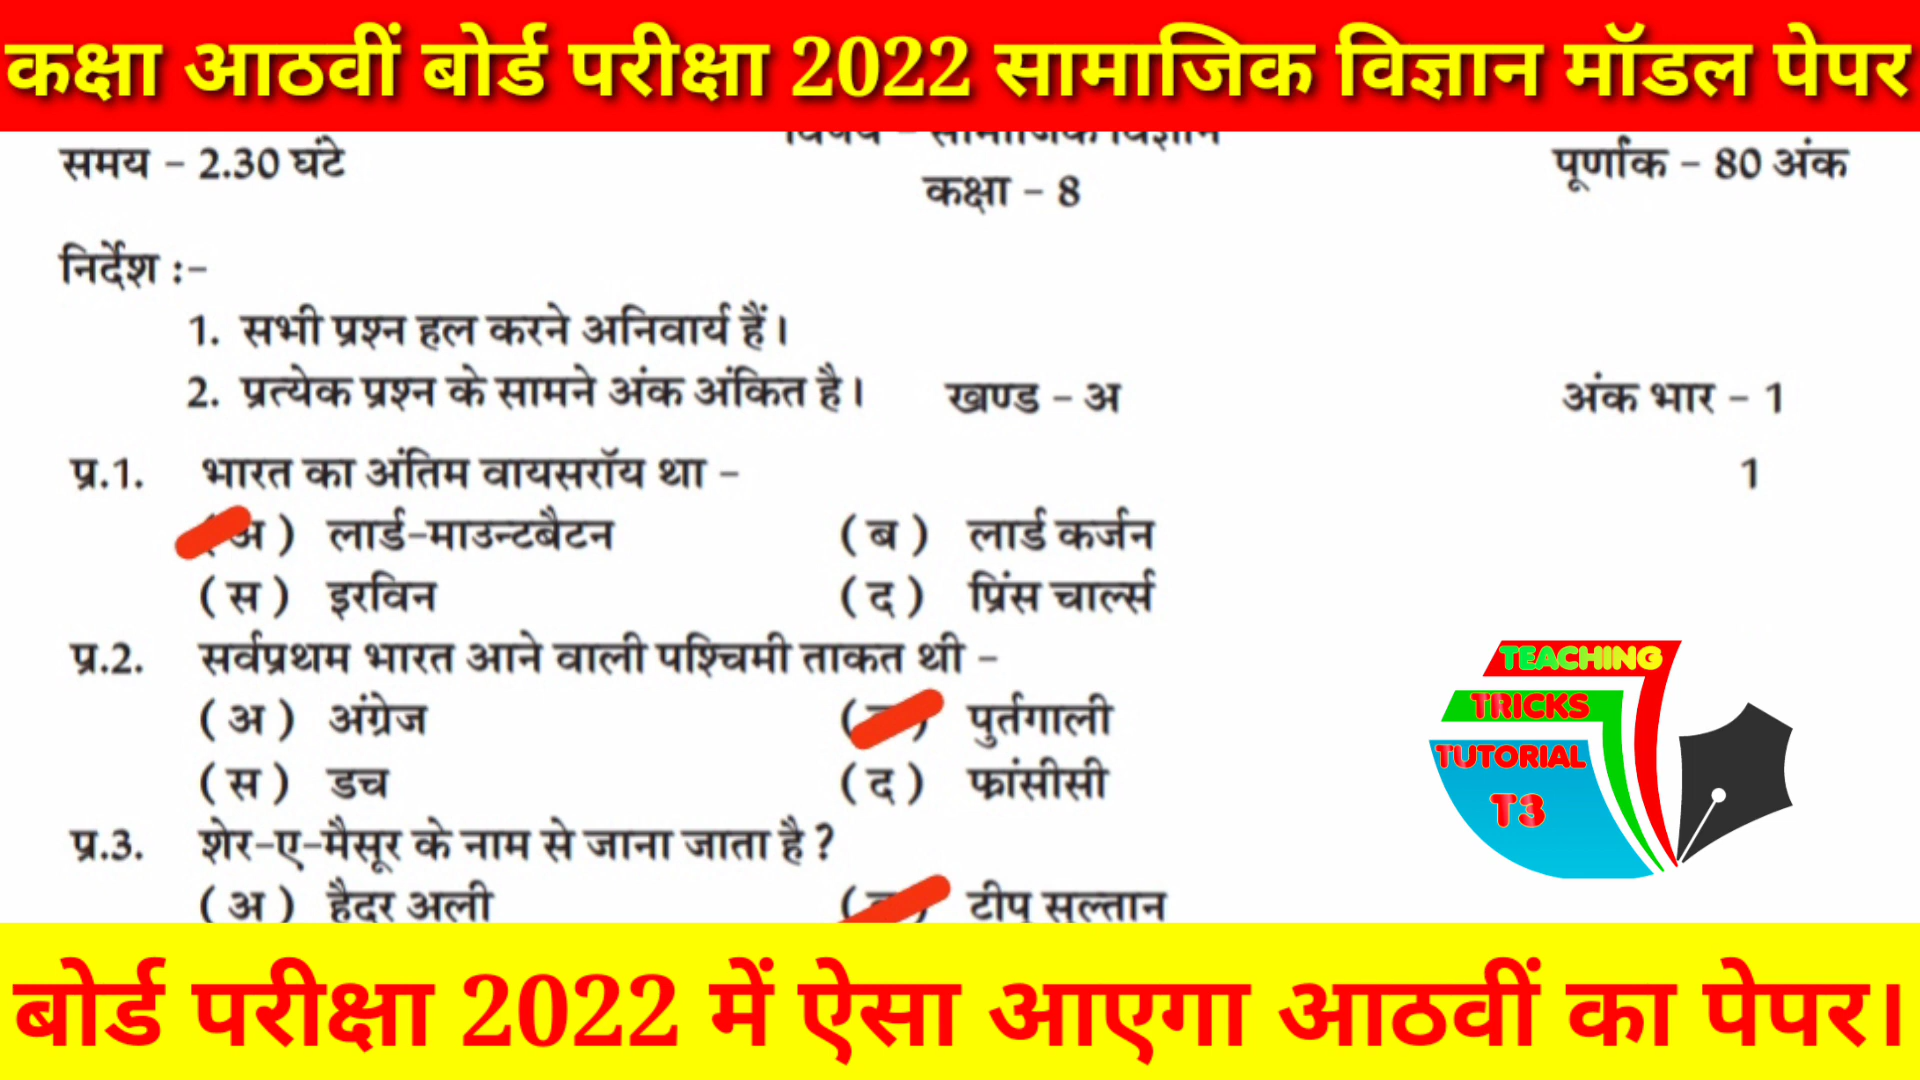 कक्षा आठवीं बोर्ड परीक्षा 2022 सामाजिक विज्ञान मॉडल पेपर
विषय – सामाजिक विज्ञान
समय – 2.30 घंटे
पूर्णांक – 80 अंक
कक्षा – 8
निर्देश :–
1. सभी प्रश्न हल करने अनिवार्य हैं।
2. प्रत्येक प्रश्न के सामने अंक अंकित है।
खण्ड – अ
अंक भार – 1
प्र.1. भारत का अंतिम वायसरॉय था – 1
(अ) लार्ड-माउन्टबैटन (ब) लार्ड कर्जन
(स) इरविन (द) प्रिंस चार्ल्स
प्र.2. सर्वप्रथम भारत आने वाली पश्चिमी ताकत थी –
(अ) अंग्रेज ( ) पुर्तगाली
(स) डच (द) फ्रांसीसी
प्र.3. शेर-ए-मैसूर के नाम से जाना जाता है ?
(अ) हैदर अली ( ) टीपू सुल्तान
TEACHING
TRICKS
TUTORIAL
T3
बोर्ड परीक्षा 2022 में ऐसा आएगा आठवीं का पेपर।